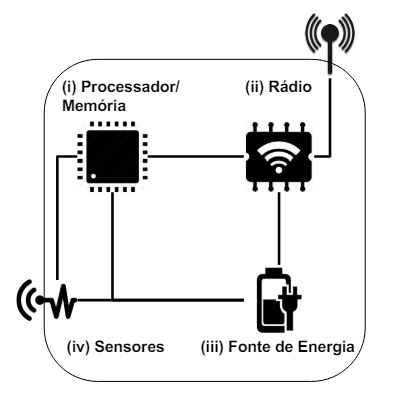 (i) Processador/
Memória
(ii) Rádio
(iv) Sensores
(iii) Fonte de Energia